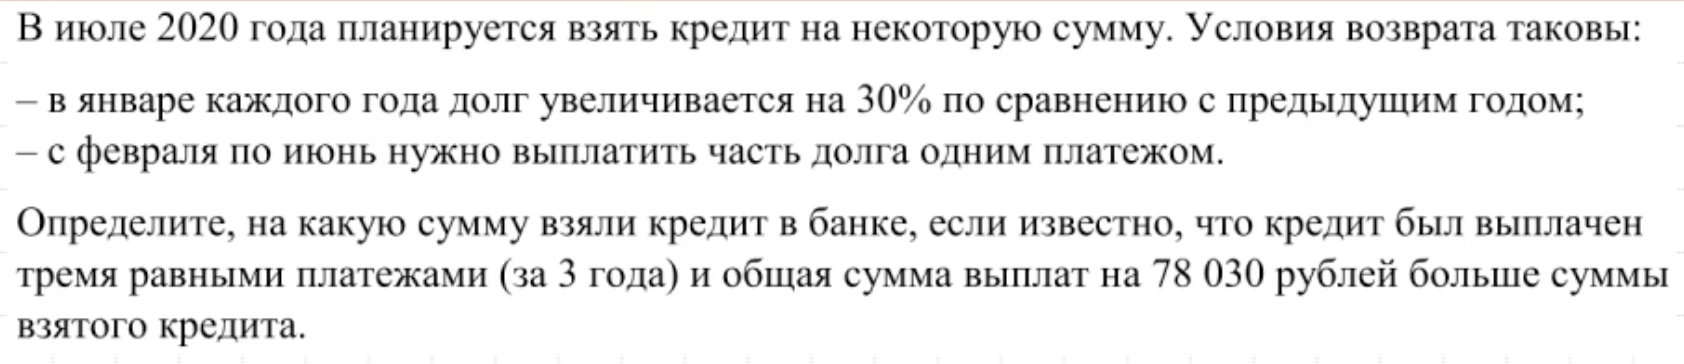 В июле 2020 года планируется взять кредит на некоторую сумму. Условия возврата таковы:
– в январе каждого года долг увеличивается на 30% по сравнению с предыдущим годом;
– с февраля по июнь нужно выплатить часть долга одним платежом.
Определите, на какую сумму взяли кредит в банке, если известно, что кредит был выплачен
тремя равными платежами (за 3 года) и общая сумма выплат на 78 030 рублей больше суммы
взятого кредита.